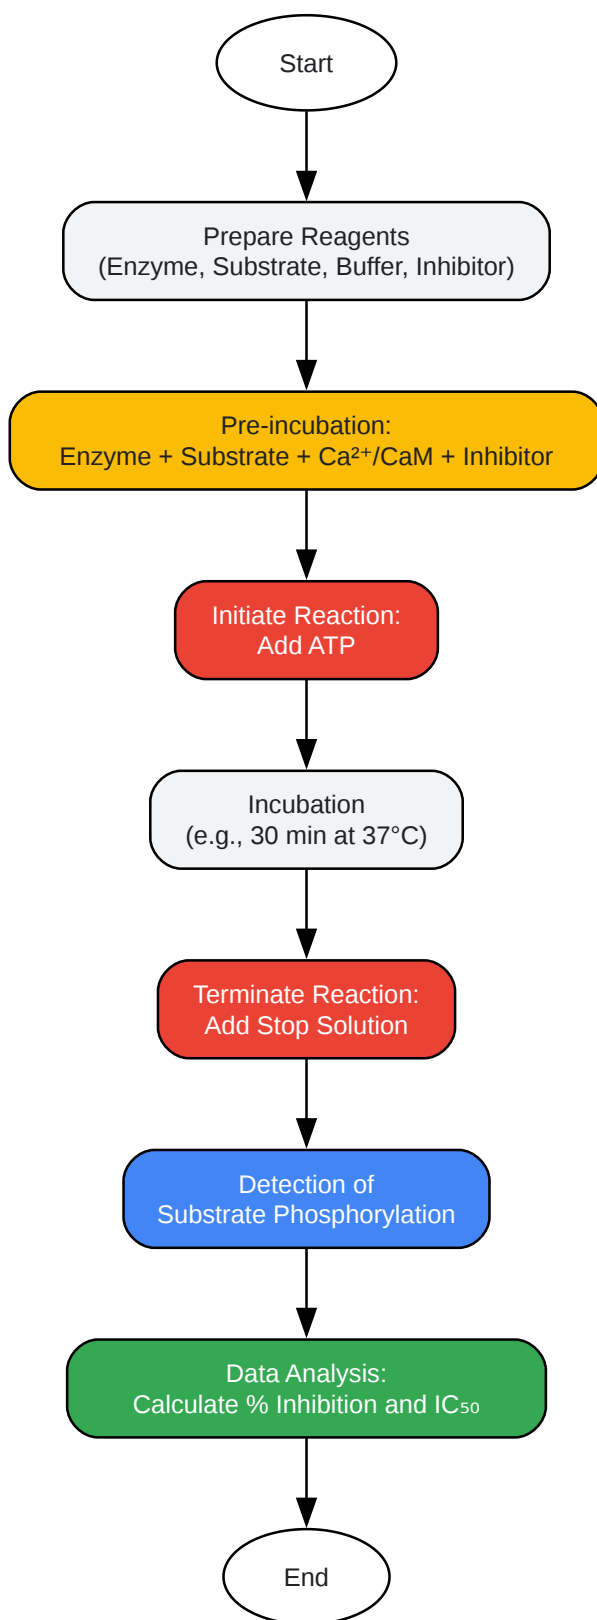 Start
Prepare Reagents
(Enzyme, Substrate, Buffer, Inhibitor)
Pre-incubation:
Enzyme + Substrate + Ca²⁺/CaM + Inhibitor
Initiate Reaction:
Add ATP
Incubation
(e.g., 30 min at 37°C)
Terminate Reaction:
Add Stop Solution
Detection of
Substrate Phosphorylation
Data Analysis:
Calculate % Inhibition and IC₅₀
End